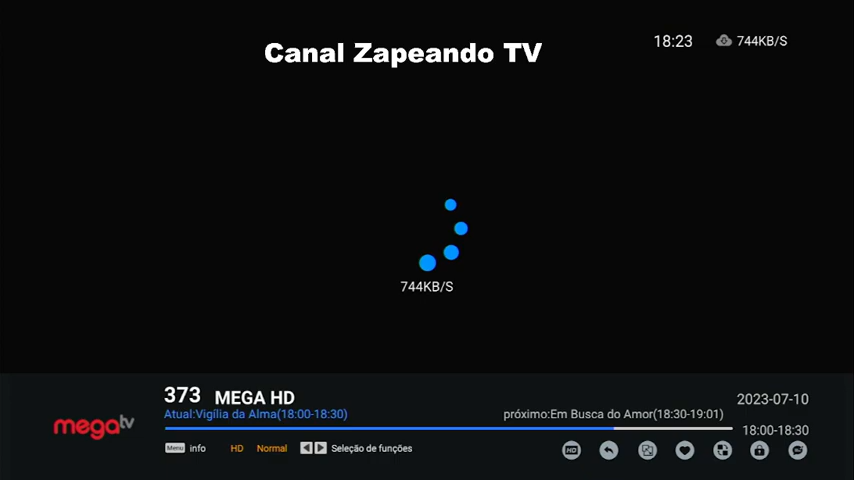 Canal Zapeando TV
18:23
744KB/S
744KB/S
373 MEGA HD
2023-07-10
Atual:Vigília da Alma(18:00-18:30)
próximo:Em Busca do Amor(18:30-19:01)
megatv
18:00-18:30
Menu info HD Normal Seleção de funções
HD